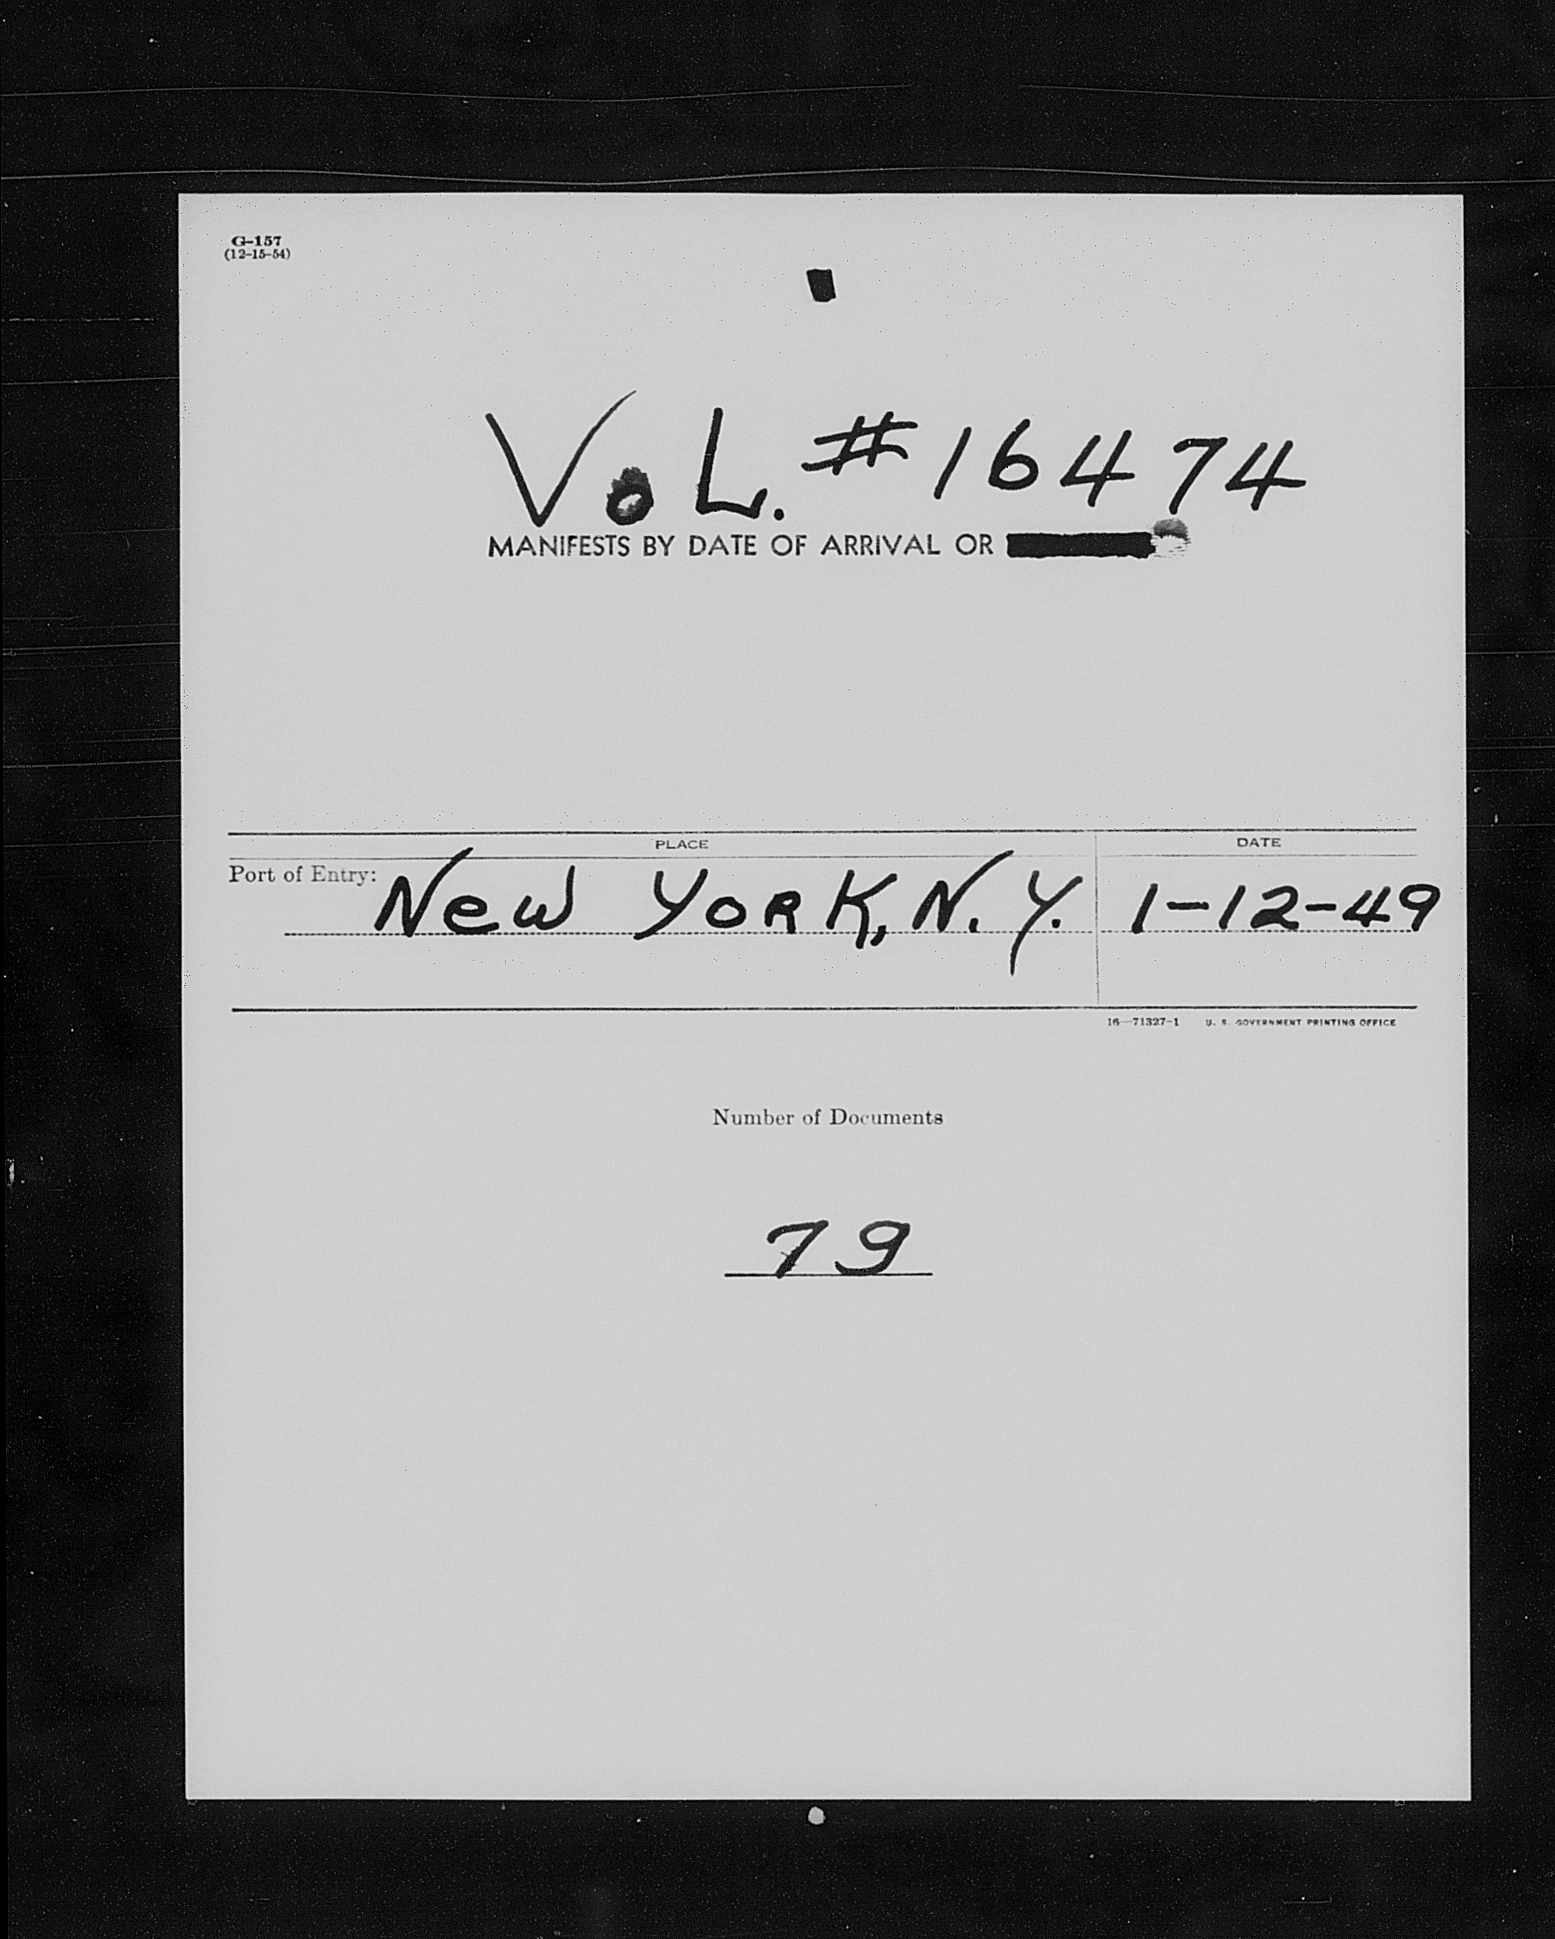 G-157
(12-15-54)
VoL. #16474
MANIFESTS BY DATE OF ARRIVAL OR
PLACE
DATE
Port of Entry: New YORK, N.Y. 1-12-49
16—71327-1 U. S. GOVERNMENT PRINTING OFFICE
Number of Documents
79